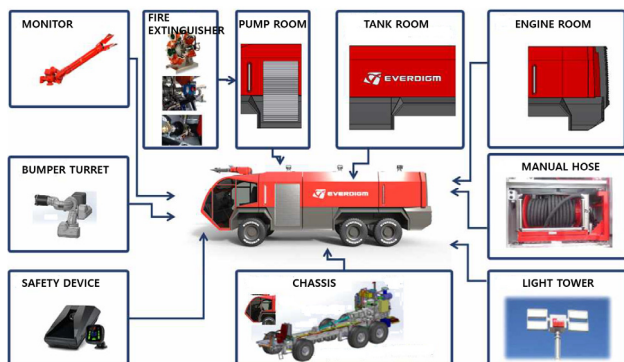 MONITOR
FIRE
EXTINGUISHER
PUMP ROOM
TANK ROOM
EVERDIGM
ENGINE ROOM
BUMPER TURRET
EVERDIGM
MANUAL HOSE
SAFETY DEVICE
CHASSIS
LIGHT TOWER